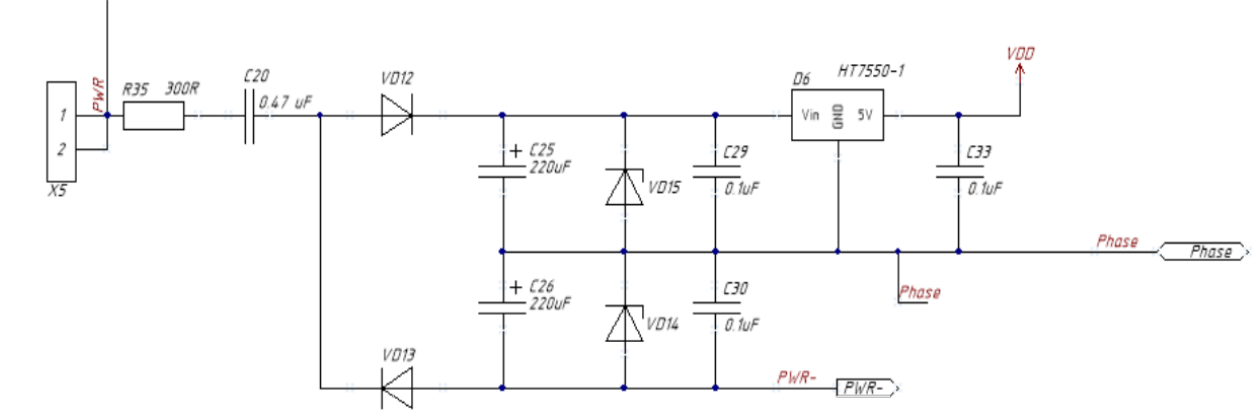 VDD
HT7550-1
D6
PWR
R35 300R
C20
0.47 uF
VD12
1
2
X5
Vin
GND
5V
+ C25
220uF
VD15
C29
0.1uF
C33
0.1uF
Phase
Phase
Phase
+ C26
220uF
VD14
C30
0.1uF
VD13
PWR-
PWR-